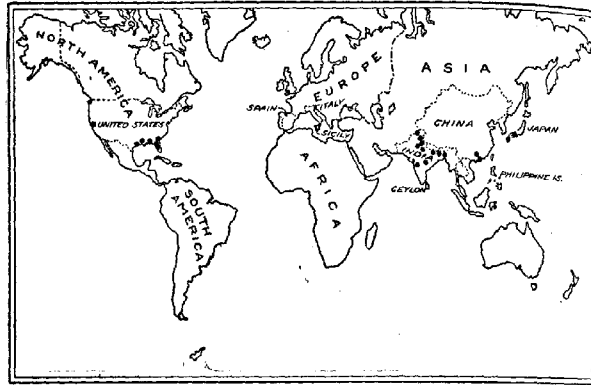 NORTH AMERICA
UNITED STATES
SOUTH AMERICA
EUROPE
SPAIN
ITALY
SICILY
AFRICA
ASIA
CHINA
JAPAN
INDIA
CEYLON
PHILIPPINE IS.